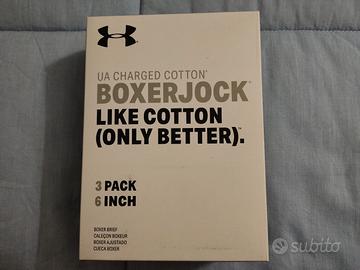 UA CHARGED COTTON®
BOXERJOCK®
LIKE COTTON
(ONLY BETTER).™
3 PACK
6 INCH
BOXER BRIEF
CALEÇON BOXEUR
BOXER AJUSTADO
CUECA BOXER
subito